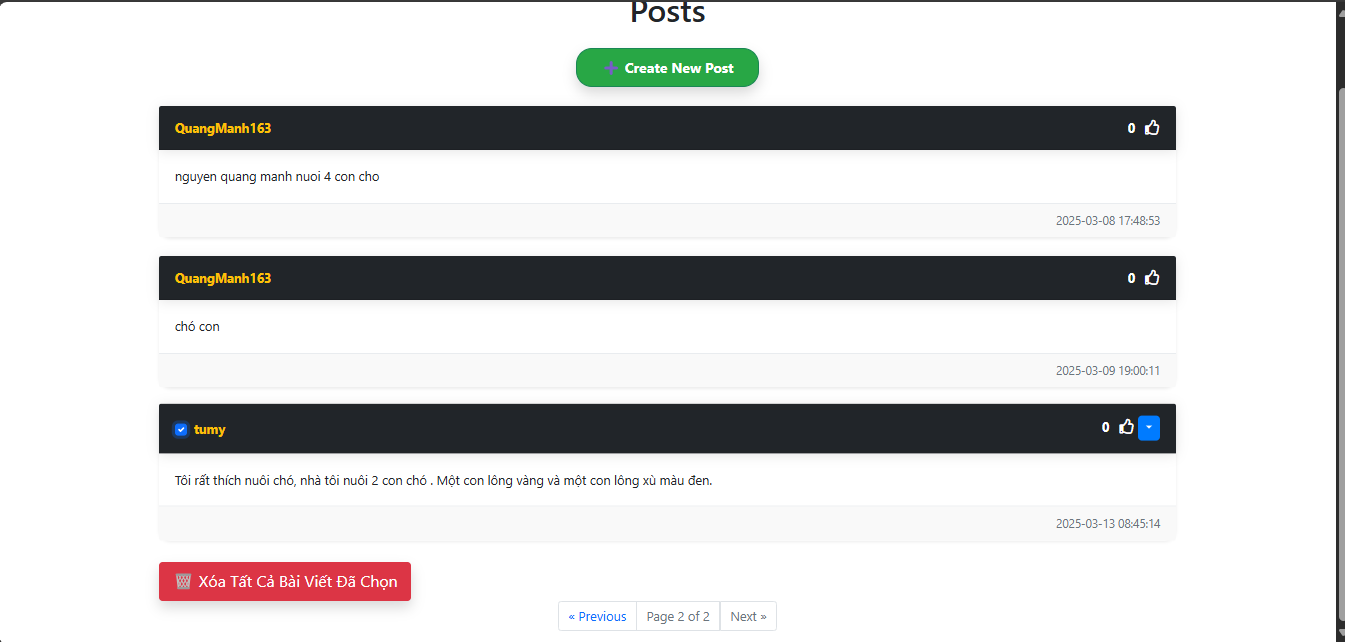 Posts
Create New Post
QuangManh163 0
nguyen quang manh nuoi 4 con cho
2025-03-08 17:48:53
QuangManh163 0
chó con
2025-03-09 19:00:11
tumy 0
Tôi rất thích nuôi chó, nhà tôi nuôi 2 con chó . Một con lông vàng và một con lông xù màu đen.
2025-03-13 08:45:14
Xóa Tất Cả Bài Viết Đã Chọn
« Previous Page 2 of 2 Next »